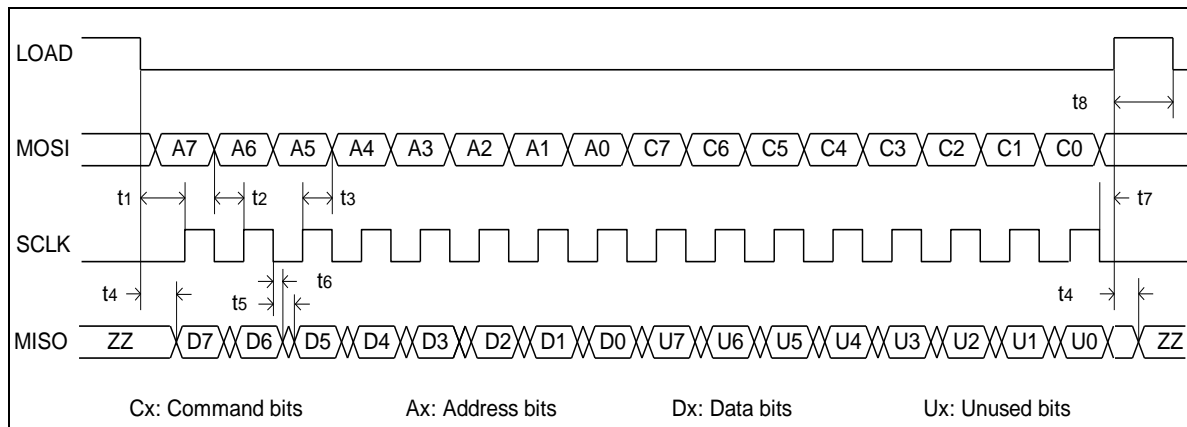 LOAD
t8
MOSI A7 A6 A5 A4 A3 A2 A1 A0 C7 C6 C5 C4 C3 C2 C1 C0
t1 t2 t3 t7
SCLK
t4 t5 t6 t4
MISO ZZ D7 D6 D5 D4 D3 D2 D1 D0 U7 U6 U5 U4 U3 U2 U1 U0 ZZ
Cx: Command bits Ax: Address bits Dx: Data bits Ux: Unused bits